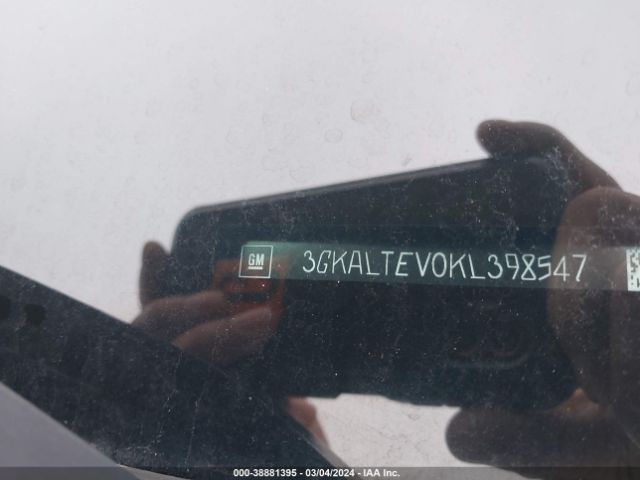 GM 3GKALTEV0KL398547
000-38881395 - 03/04/2024 - IAA Inc.